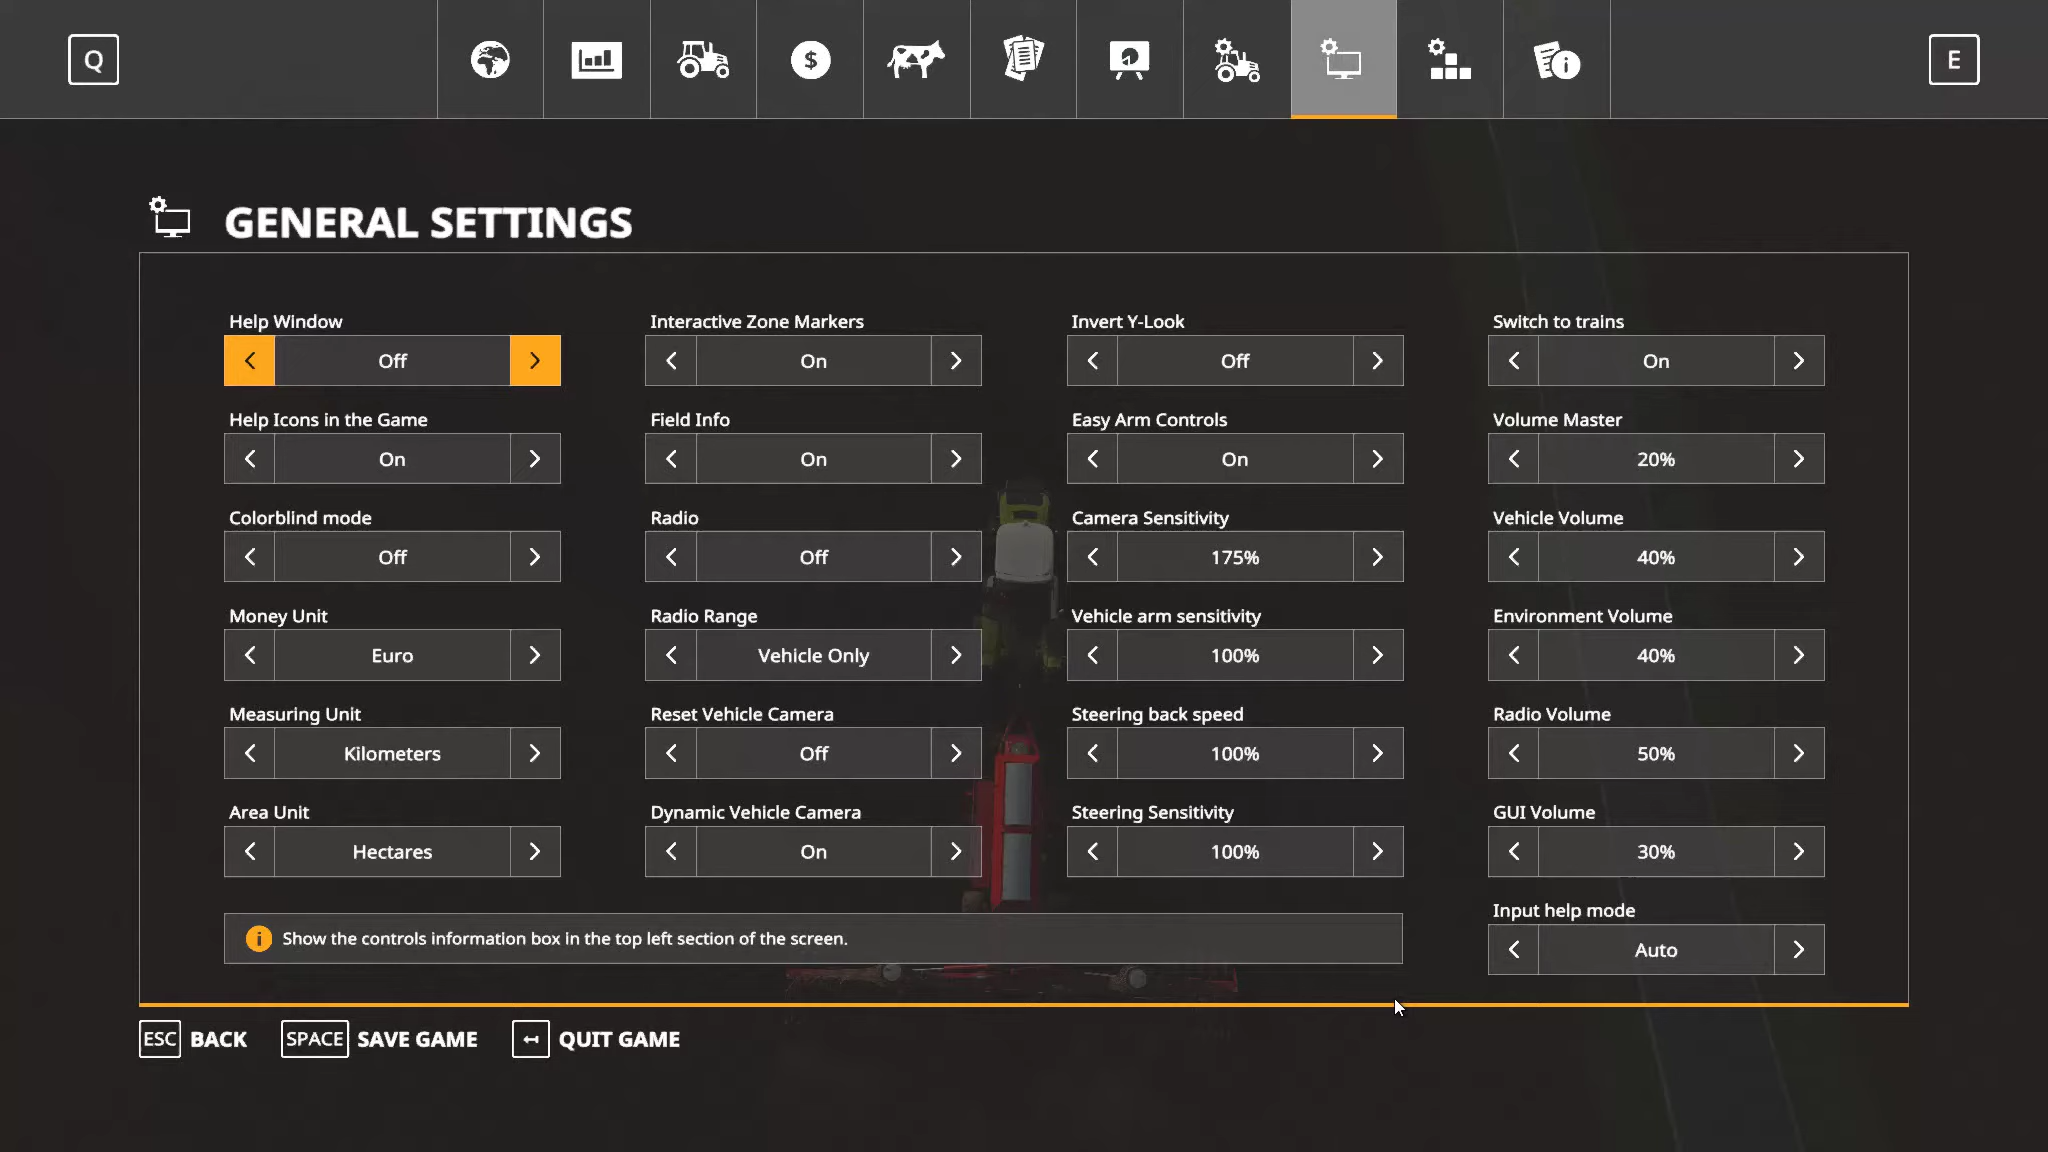 Q
E
GENERAL SETTINGS
Help Window
Off
Help Icons in the Game
On
Colorblind mode
Off
Money Unit
Euro
Measuring Unit
Kilometers
Area Unit
Hectares
Interactive Zone Markers
On
Field Info
On
Radio
Off
Radio Range
Vehicle Only
Reset Vehicle Camera
Off
Dynamic Vehicle Camera
On
Invert Y-Look
Off
Easy Arm Controls
On
Camera Sensitivity
175%
Vehicle arm sensitivity
100%
Steering back speed
100%
Steering Sensitivity
100%
Switch to trains
On
Volume Master
20%
Vehicle Volume
40%
Environment Volume
40%
Radio Volume
50%
GUI Volume
30%
Input help mode
Auto
Show the controls information box in the top left section of the screen.
ESC BACK SPACE SAVE GAME QUIT GAME